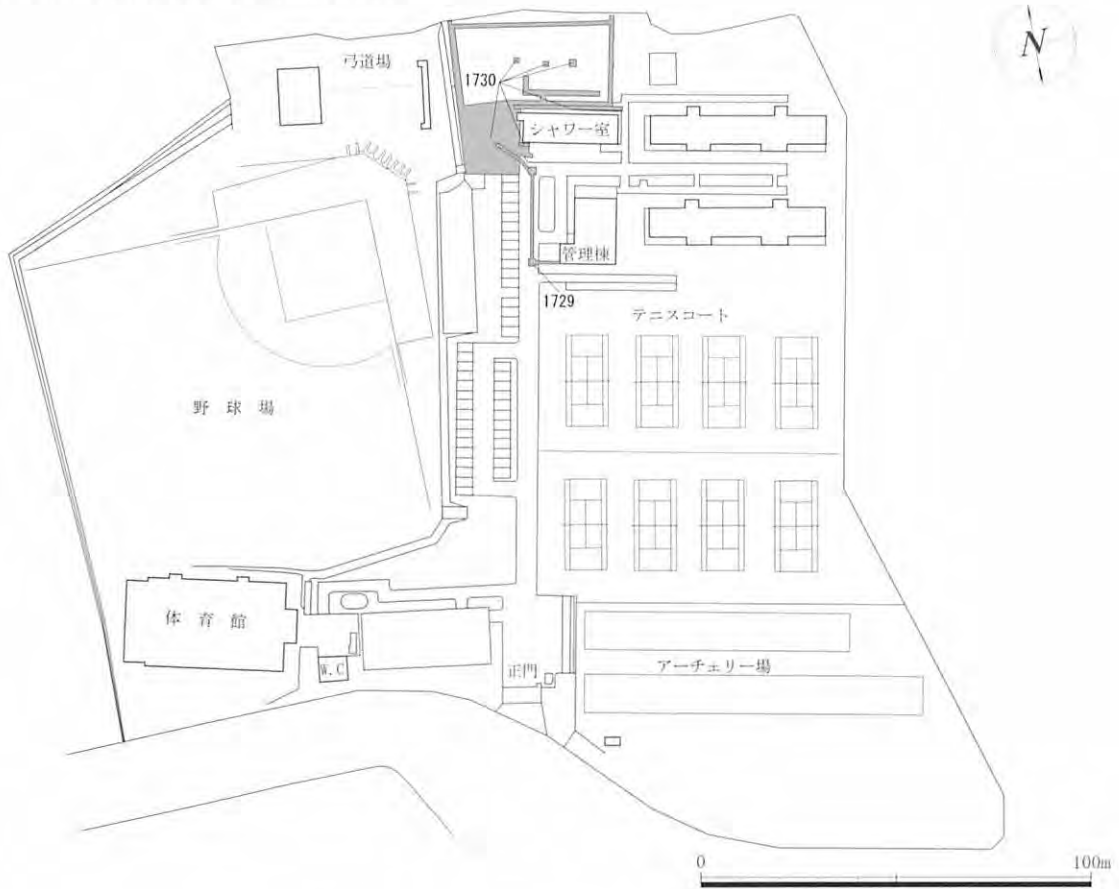 N
弓道場
1730
シャワー室
管理棟
1729
テニスコート
野球場
体育館
W.C
正門
アーチェリー場
0
100m